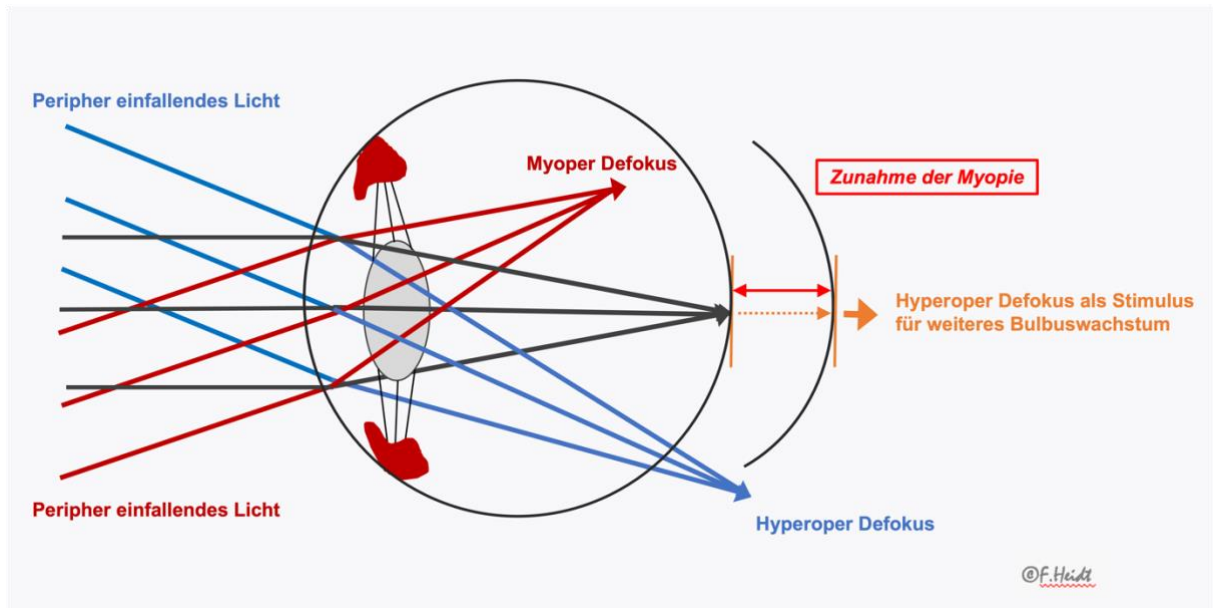 Peripher einfallendes Licht
Myoper Defokus
Zunahme der Myopie
Hyperoper Defokus als Stimulus
für weiteres Bulbuswachstum
Peripher einfallendes Licht
Hyperoper Defokus
@F.Heidt